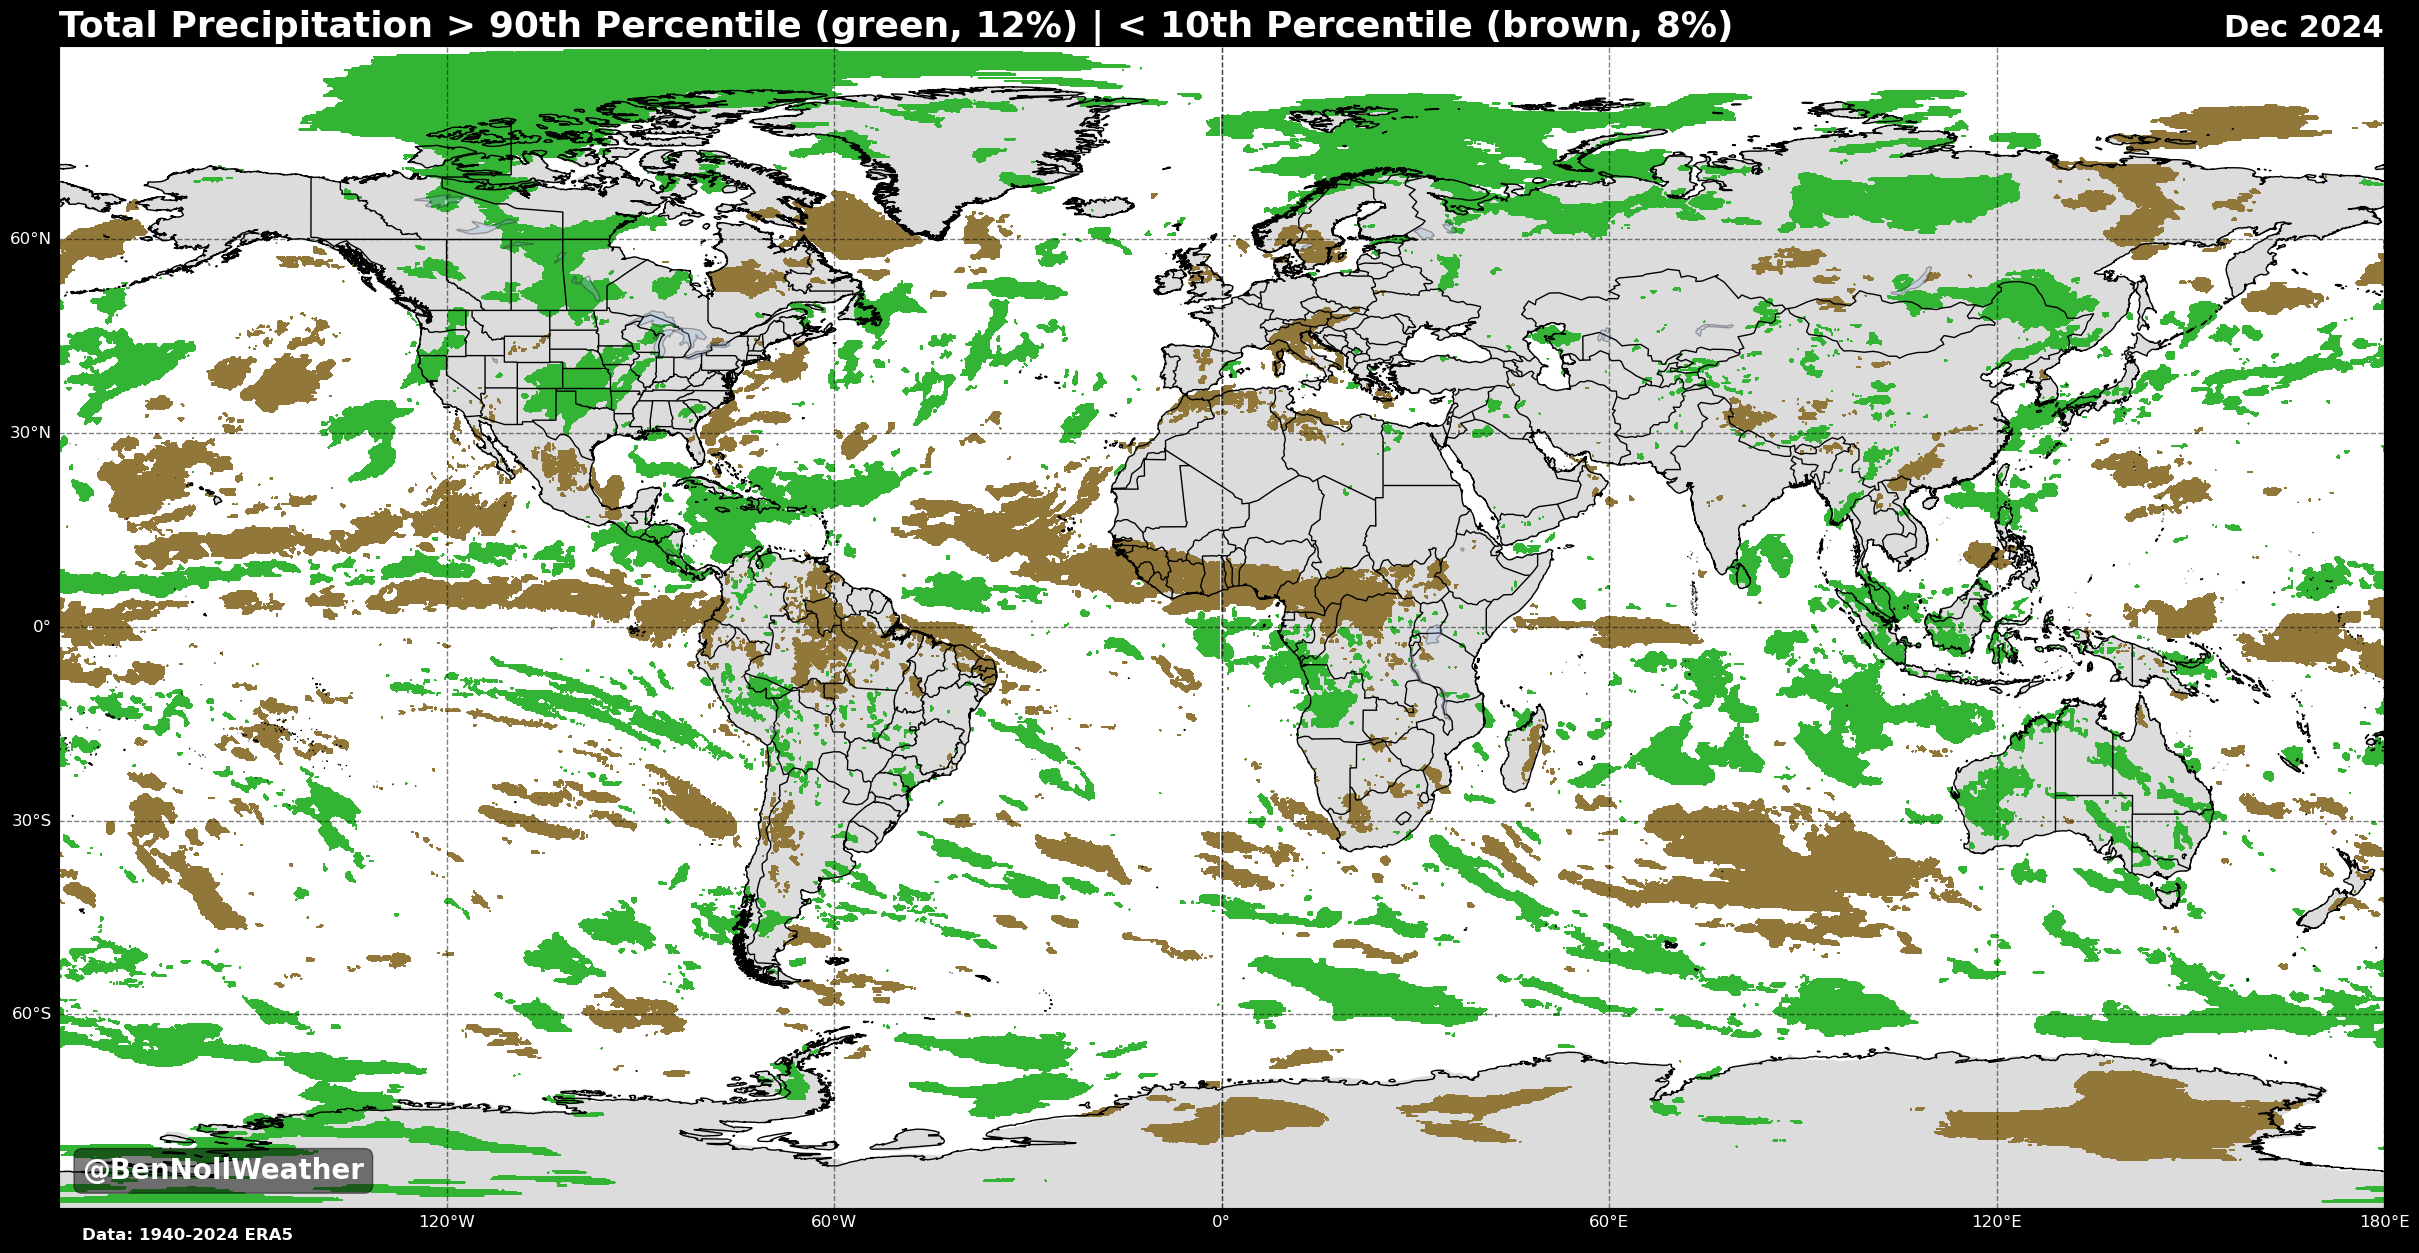 Total Precipitation > 90th Percentile (green, 12%) | < 10th Percentile (brown, 8%)
Dec 2024
60°N
30°N
0°
30°S
60°S
@BenNollWeather
120°W
60°W
0°
60°E
120°E
180°E
Data: 1940-2024 ERA5